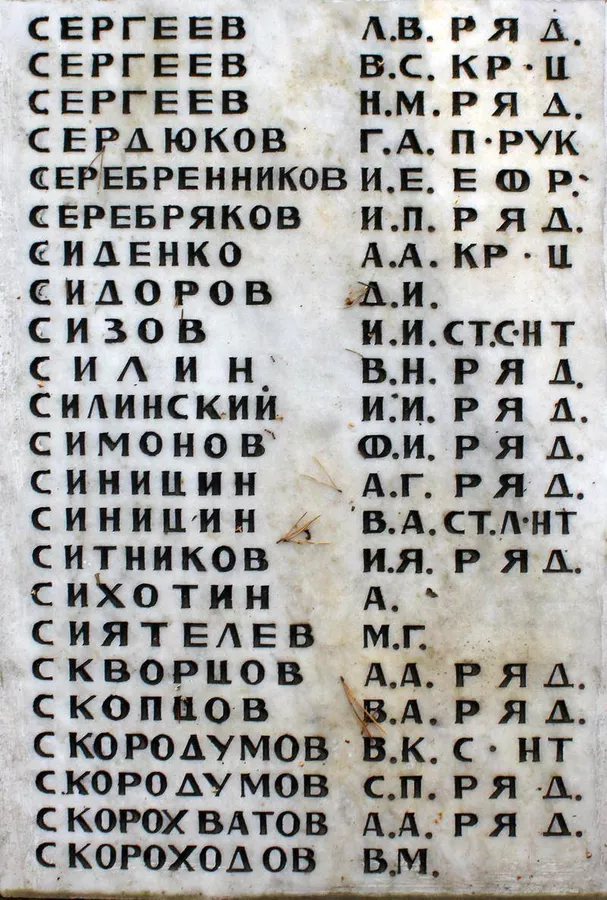 СЕРГЕЕВ Л.В. РЯД.
СЕРГЕЕВ В.С. КР-Ц
СЕРГЕЕВ Н.М. РЯД.
СЕРДЮКОВ Г.А. П·РУК
СЕРЕБРЕННИКОВ И.Е. ЕФР.
СЕРЕБРЯКОВ И.П. РЯД.
СИДЕНКО А.А. КР·Ц
СИДОРОВ Д.И.
СИЗОВ И.И. СТ.С·НТ
СИЛИН В.Н. РЯД.
СИЛИНСКИЙ И.И. РЯД.
СИМОНОВ Ф.И. РЯД.
СИНИЦИН А.Г. РЯД.
СИНИЦИН В.А. СТ.Л·НТ
СИТНИКОВ И.Я. РЯД.
СИХОТИН А.
СИЯТЕЛЕВ М.Г.
СКВОРЦОВ А.А. РЯД.
СКОПЦОВ В.А. РЯД.
СКОРОДУМОВ В.К. С·НТ
СКОРОДУМОВ С.П. РЯД.
СКОРОХВАТОВ А.А. РЯД.
СКОРОХОДОВ В.М.